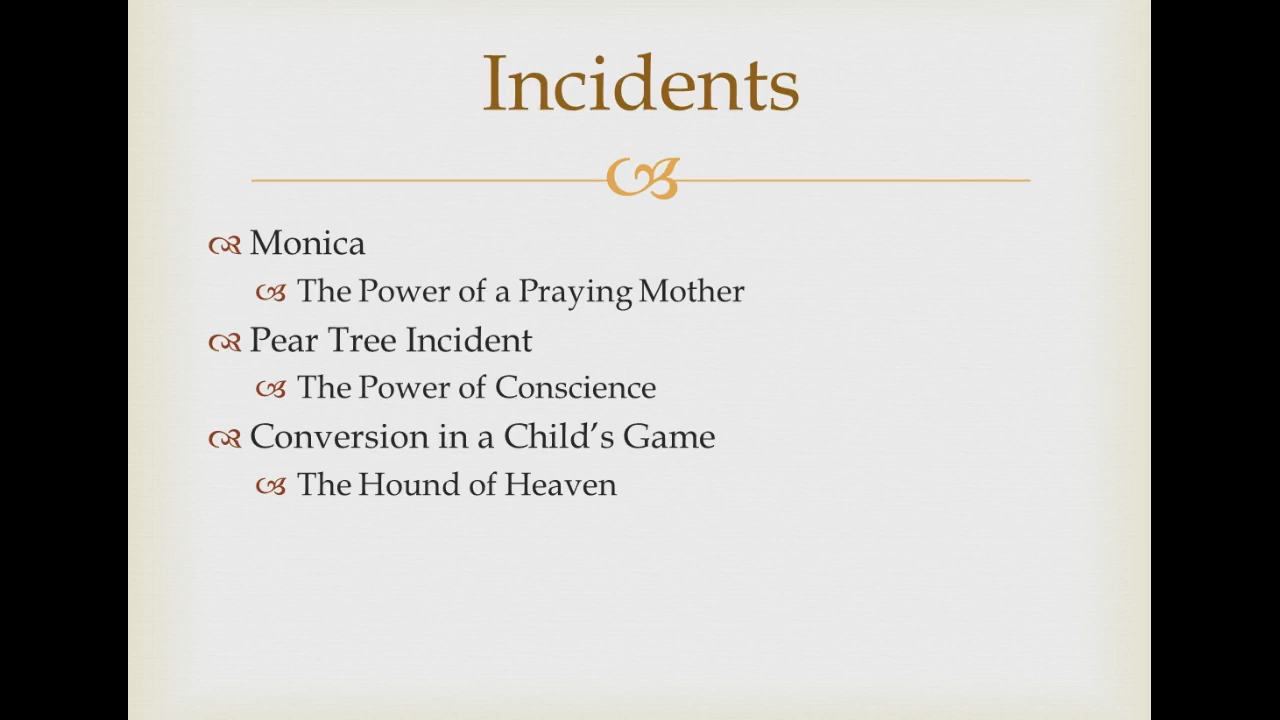 Incidents
Monica
The Power of a Praying Mother
Pear Tree Incident
The Power of Conscience
Conversion in a Child’s Game
The Hound of Heaven